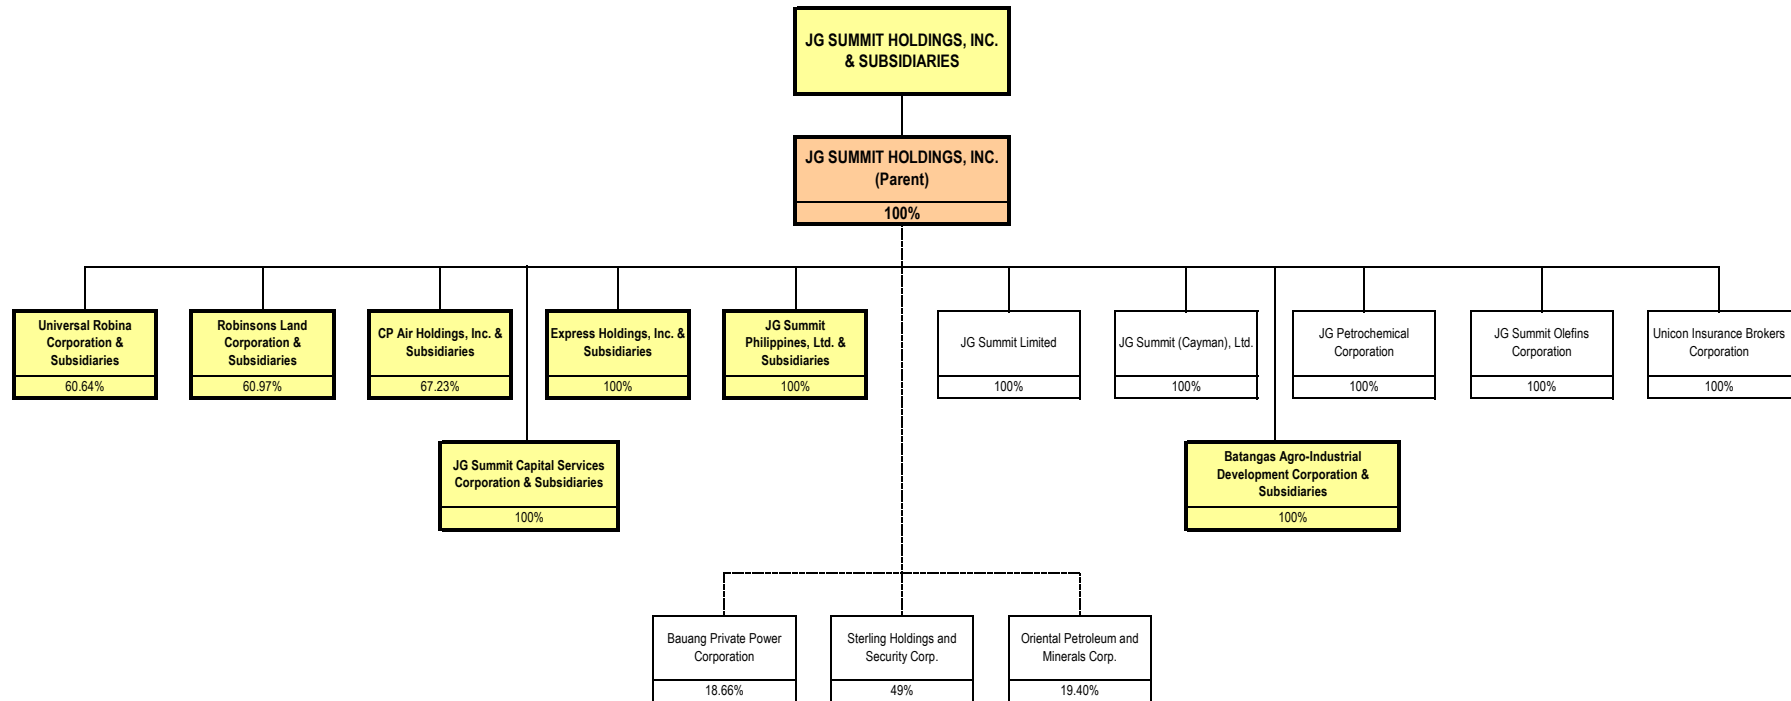 JG SUMMIT HOLDINGS, INC.
& SUBSIDIARIES
JG SUMMIT HOLDINGS, INC.
(Parent)
100%
Universal Robina
Corporation &
Subsidiaries
60.64%
Robinsons Land
Corporation &
Subsidiaries
60.97%
CP Air Holdings, Inc. &
Subsidiaries
67.23%
Express Holdings, Inc. &
Subsidiaries
100%
JG Summit
Philippines, Ltd. &
Subsidiaries
100%
JG Summit Limited
100%
JG Summit (Cayman), Ltd.
100%
JG Petrochemical
Corporation
100%
JG Summit Olefins
Corporation
100%
Unicon Insurance Brokers
Corporation
100%
JG Summit Capital Services
Corporation & Subsidiaries
100%
Batangas Agro-Industrial
Development Corporation &
Subsidiaries
100%
Bauang Private Power
Corporation
18.66%
Sterling Holdings and
Security Corp.
49%
Oriental Petroleum and
Minerals Corp.
19.40%